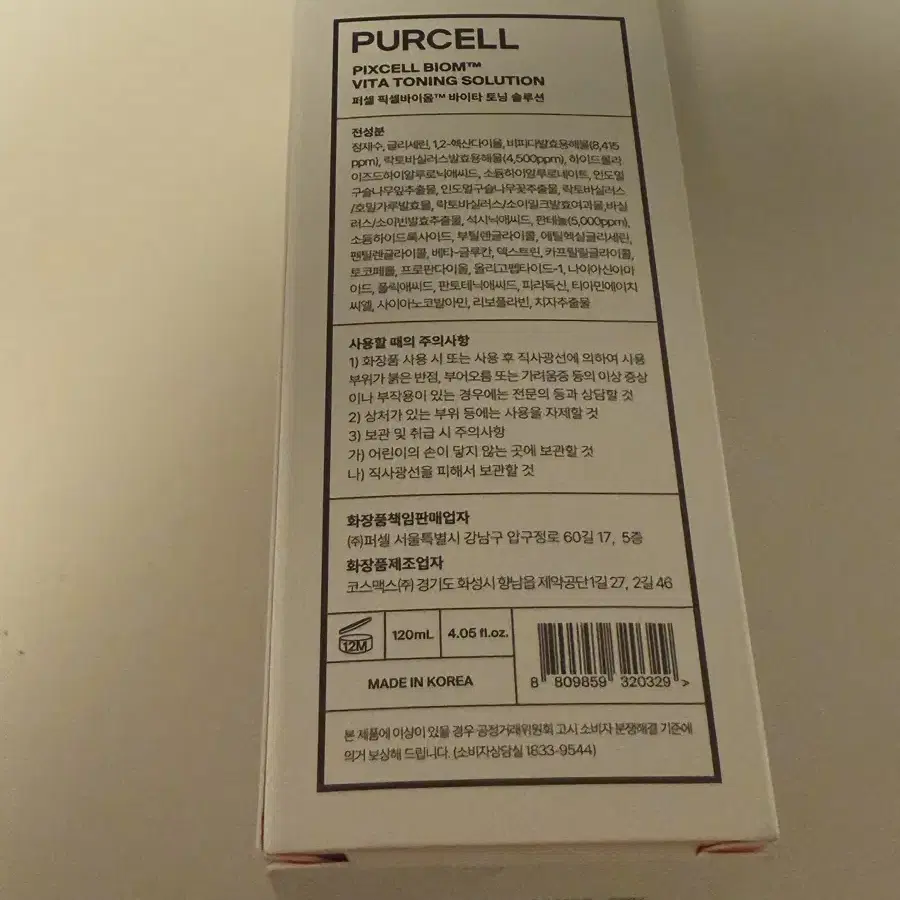 PURCELL
PIXCELL BIOM™
VITA TONING SOLUTION
퍼셀 픽셀바이옴™ 바이타 토닝 솔루션
전성분
정제수, 글리세린, 1,2-헥산다이올, 비피다발효용해물(8,415
ppm), 락토바실러스발효용해물(4,500ppm), 하이드롤라
이즈드하이알루로닉애씨드, 소듐하이알루로네이트, 인도멀
구슬나무잎추출물, 인도멀구슬나무꽃추출물, 락토바실러스
/호밀가루발효물, 락토바실러스/소이밀크발효여과물,바실
러스/소이빈발효추출물, 석시닉애씨드, 판테놀(5,000ppm),
소듐하이드록사이드, 부틸렌글라이콜, 에틸헥실글리세린,
펜틸렌글라이콜, 베타-글루칸, 덱스트린, 카프릴릴글라이콜,
토코페롤, 프로판다이올, 올리고펩타이드-1, 나이아신아마
이드, 폴릭애씨드, 판토테닉애씨드, 피리독신, 티아민에이치
씨엘, 사이아노코발아민, 리보플라빈, 치자추출물
사용할 때의 주의사항
1) 화장품 사용 시 또는 사용 후 직사광선에 의하여 사용
부위가 붉은 반점, 부어오름 또는 가려움증 등의 이상 증상
이나 부작용이 있는 경우에는 전문의 등과 상담할 것
2) 상처가 있는 부위 등에는 사용을 자제할 것
3) 보관 및 취급 시 주의사항
가) 어린이의 손이 닿지 않는 곳에 보관할 것
나) 직사광선을 피해서 보관할 것
화장품책임판매업자
(주)퍼셀 서울특별시 강남구 압구정로 60길 17, 5층
화장품제조업자
코스맥스(주) 경기도 화성시 향남읍 제약공단1길 27, 2길 46
12M
120mL
4.05 fl.oz.
MADE IN KOREA
8 809859 320329 >
본 제품에 이상이 있을 경우 공정거래위원회 고시 소비자 분쟁해결 기준에
의거 보상해 드립니다. (소비자상담실 1833-9544)